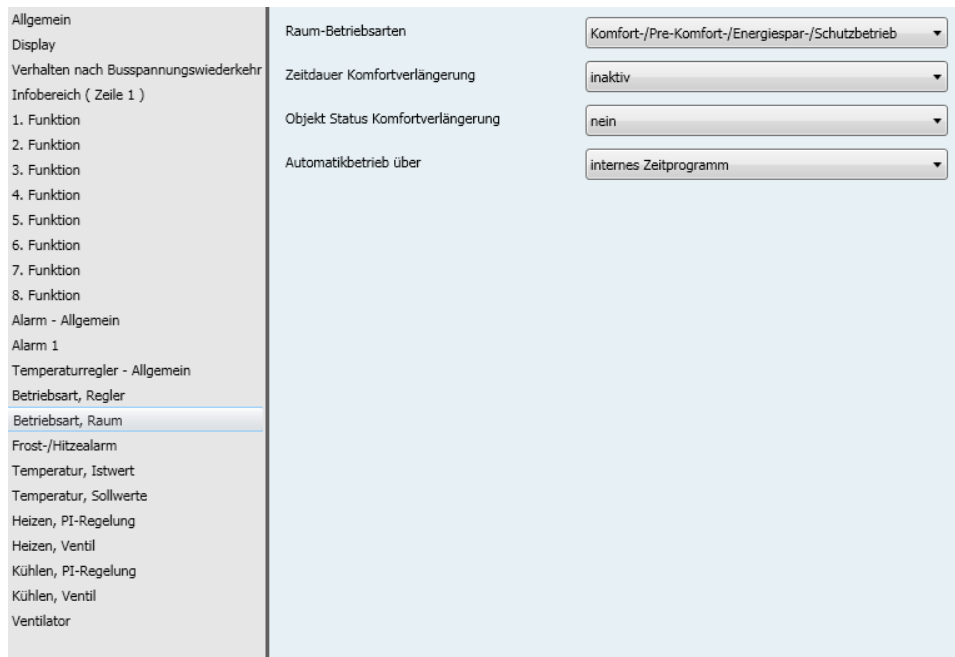 Allgemein
Display
Verhalten nach Busspannungswiederkehr
Infobereich ( Zeile 1 )
1. Funktion
2. Funktion
3. Funktion
4. Funktion
5. Funktion
6. Funktion
7. Funktion
8. Funktion
Alarm - Allgemein
Alarm 1
Temperaturregler - Allgemein
Betriebsart, Regler
Betriebsart, Raum
Frost-/Hitzealarm
Temperatur, Istwert
Temperatur, Sollwerte
Heizen, PI-Regelung
Heizen, Ventil
Kühlen, PI-Regelung
Kühlen, Ventil
Ventilator
Raum-Betriebsarten Komfort-/Pre-Komfort-/Energiespar-/Schutzbetrieb
Zeitdauer Komfortverlängerung inaktiv
Objekt Status Komfortverlängerung nein
Automatikbetrieb über internes Zeitprogramm